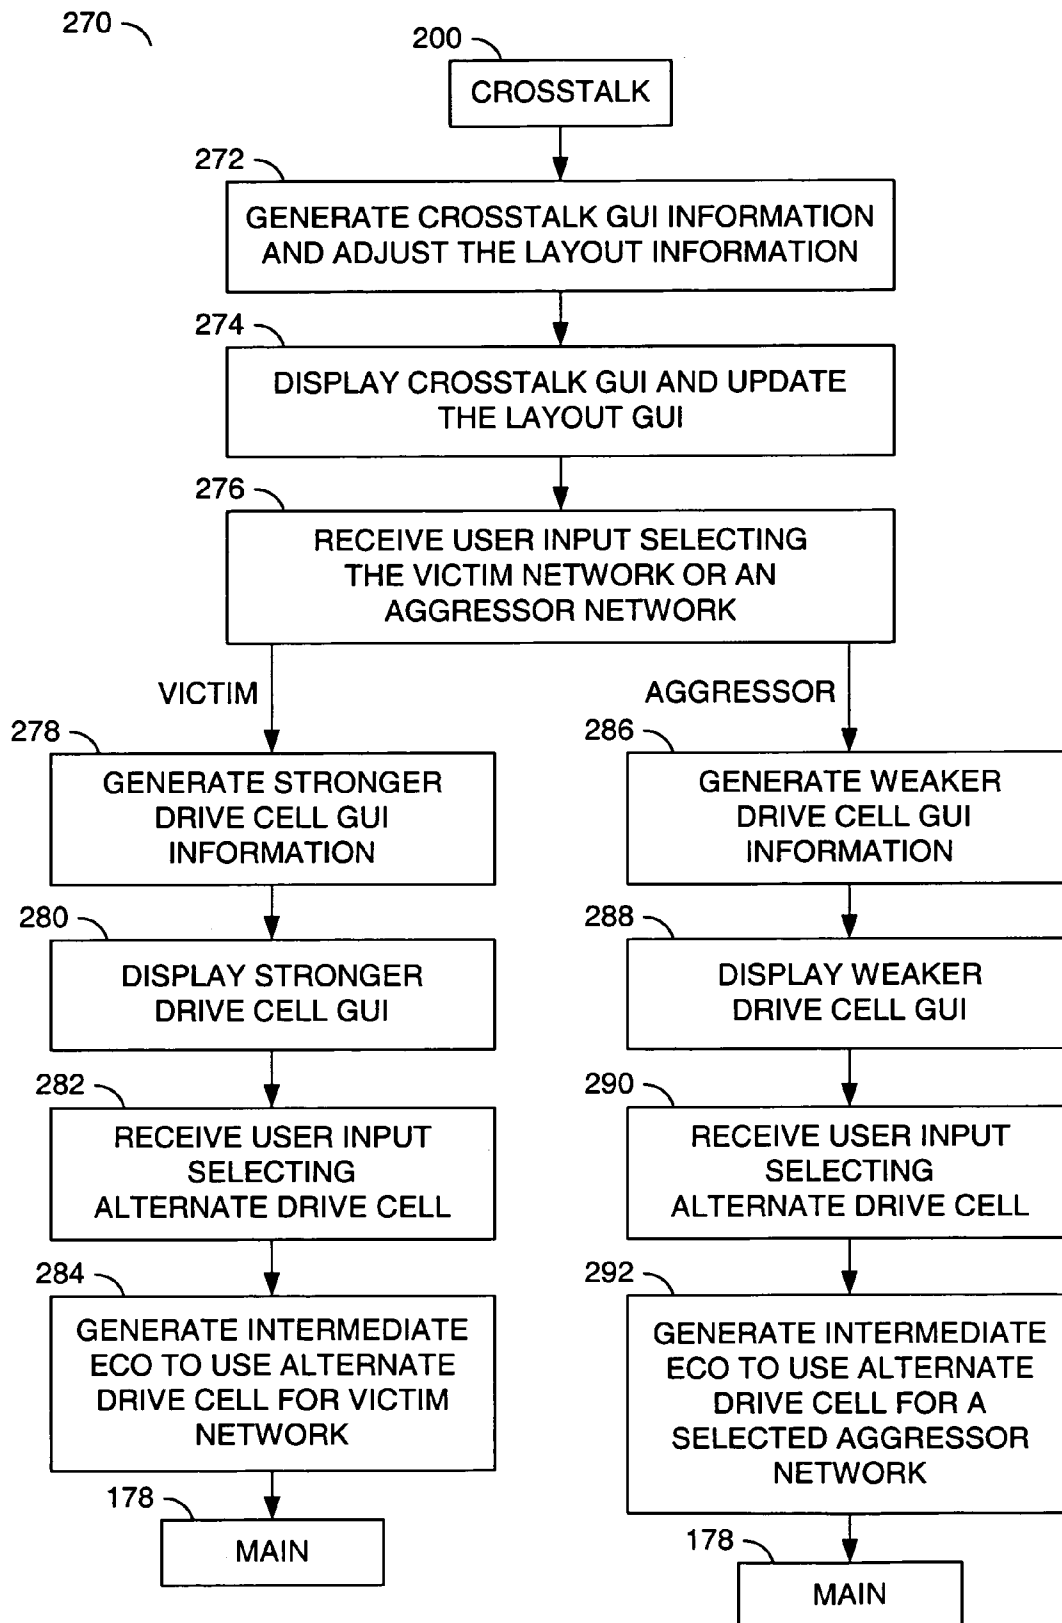 270
200
CROSSTALK
272
GENERATE CROSSTALK GUI INFORMATION
AND ADJUST THE LAYOUT INFORMATION
274
DISPLAY CROSSTALK GUI AND UPDATE
THE LAYOUT GUI
276
RECEIVE USER INPUT SELECTING
THE VICTIM NETWORK OR AN
AGGRESSOR NETWORK
VICTIM
278
GENERATE STRONGER
DRIVE CELL GUI
INFORMATION
280
DISPLAY STRONGER
DRIVE CELL GUI
282
RECEIVE USER INPUT
SELECTING
ALTERNATE DRIVE CELL
284
GENERATE INTERMEDIATE
ECO TO USE ALTERNATE
DRIVE CELL FOR VICTIM
NETWORK
178
MAIN
AGGRESSOR
286
GENERATE WEAKER
DRIVE CELL GUI
INFORMATION
288
DISPLAY WEAKER
DRIVE CELL GUI
290
RECEIVE USER INPUT
SELECTING
ALTERNATE DRIVE CELL
292
GENERATE INTERMEDIATE
ECO TO USE ALTERNATE
DRIVE CELL FOR A
SELECTED AGGRESSOR
NETWORK
178
MAIN